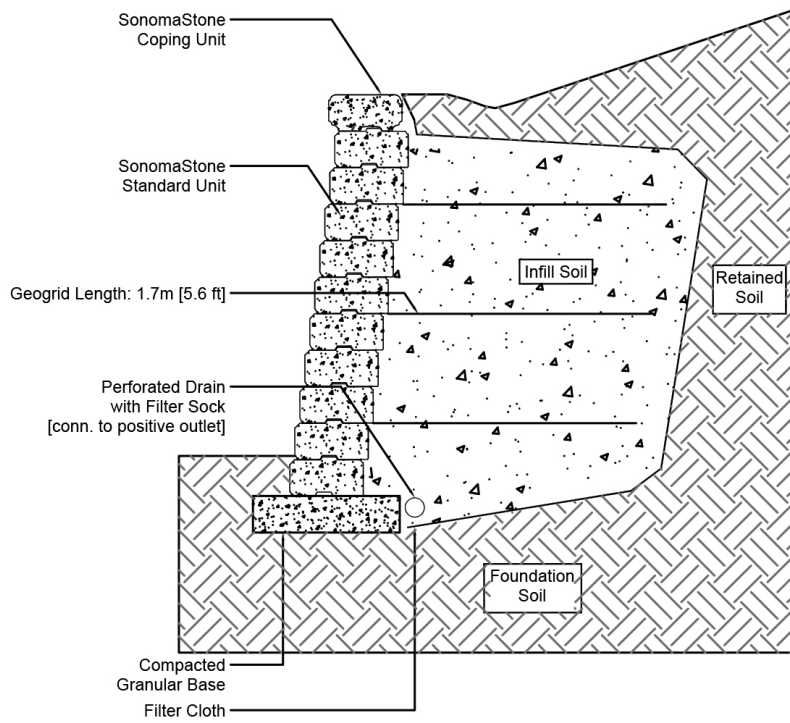 SonomaStone
Coping Unit
SonomaStone
Standard Unit
Infill Soil
Geogrid Length: 1.7m [5.6 ft]
Retained
Soil
Perforated Drain
with Filter Sock
[conn. to positive outlet]
Foundation
Soil
Compacted
Granular Base
Filter Cloth